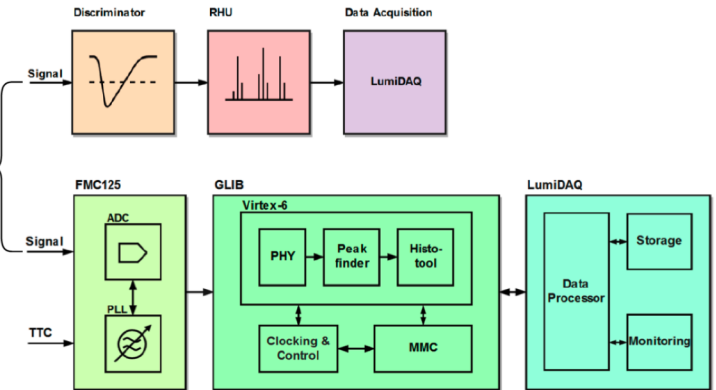 Discriminator
RHU
Data Acquisition
Signal
LumiDAQ
FMC125
GLIB
LumiDAQ
Virtex-6
ADC
PHY
Peak
finder
Histo-
tool
Storage
Signal
Data
Processor
PLL
TTC
Clocking &
Control
MMC
Monitoring